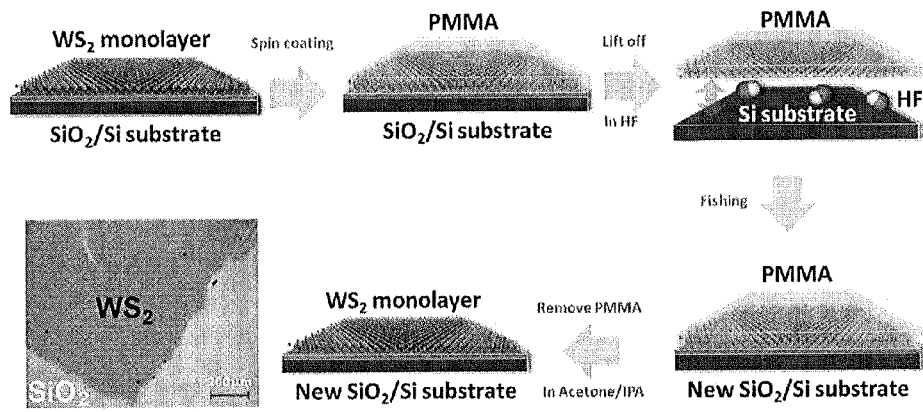 WS₂ monolayer
Spin coating
PMMA
Lift off
PMMA
SiO₂/Si substrate
SiO₂/Si substrate
In HF
Si substrate
HF
Fishing
WS₂
SiO₂
WS₂ monolayer
Remove PMMA
PMMA
New SiO₂/Si substrate
In Acetone/IPA
New SiO₂/Si substrate